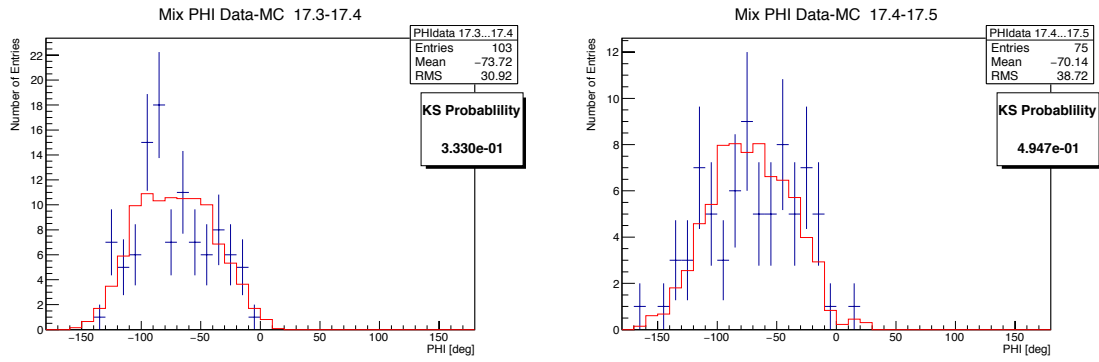 Mix PHI Data-MC 17.3-17.4
PHIdata 17.3...17.4
Entries 103
Mean −73.72
RMS 30.92
KS Probablility
3.330e-01
Number of Entries
22
20
18
16
14
12
10
8
6
4
2
0
−150 −100 −50 0 50 100 150
PHI [deg]
Mix PHI Data-MC 17.4-17.5
PHIdata 17.4...17.5
Entries 75
Mean −70.14
RMS 38.72
KS Probablility
4.947e-01
Number of Entries
12
10
8
6
4
2
0
−150 −100 −50 0 50 100 150
PHI [deg]